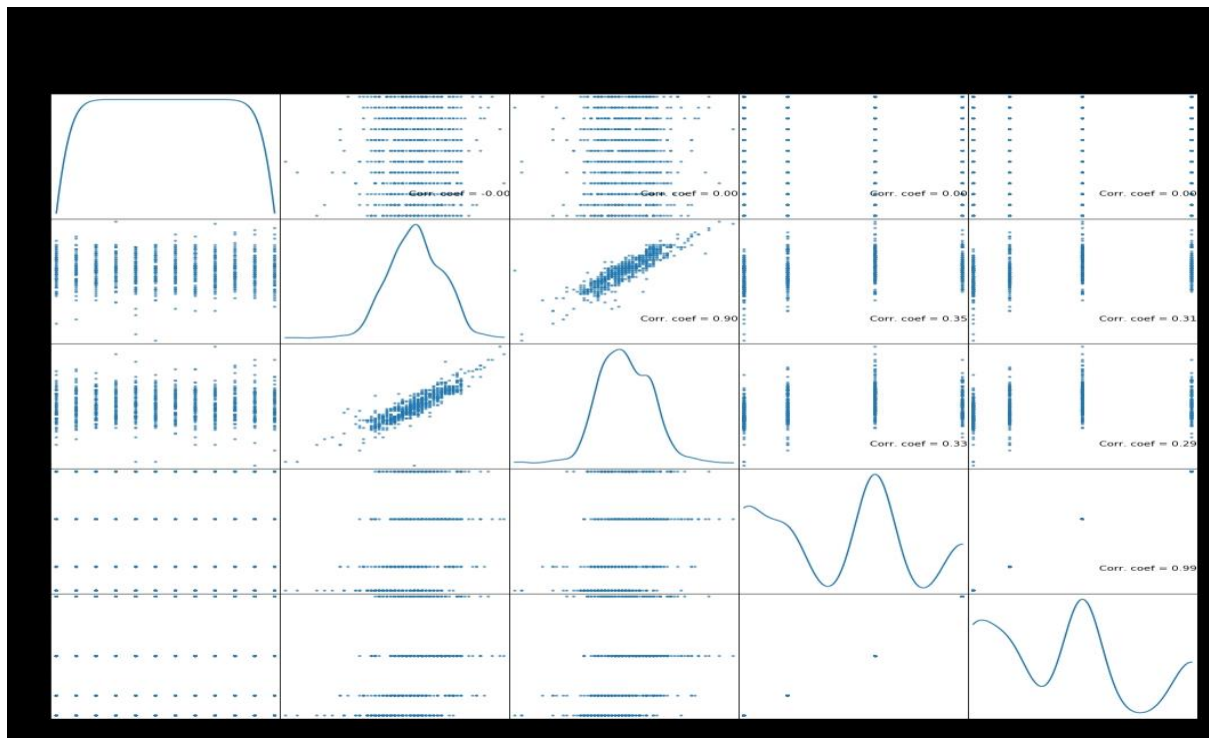 Corr. coef = -0.00
Corr. coef = 0.00
Corr. coef = 0.00
Corr. coef = 0.00
Corr. coef = 0.90
Corr. coef = 0.35
Corr. coef = 0.31
Corr. coef = 0.33
Corr. coef = 0.29
Corr. coef = 0.99